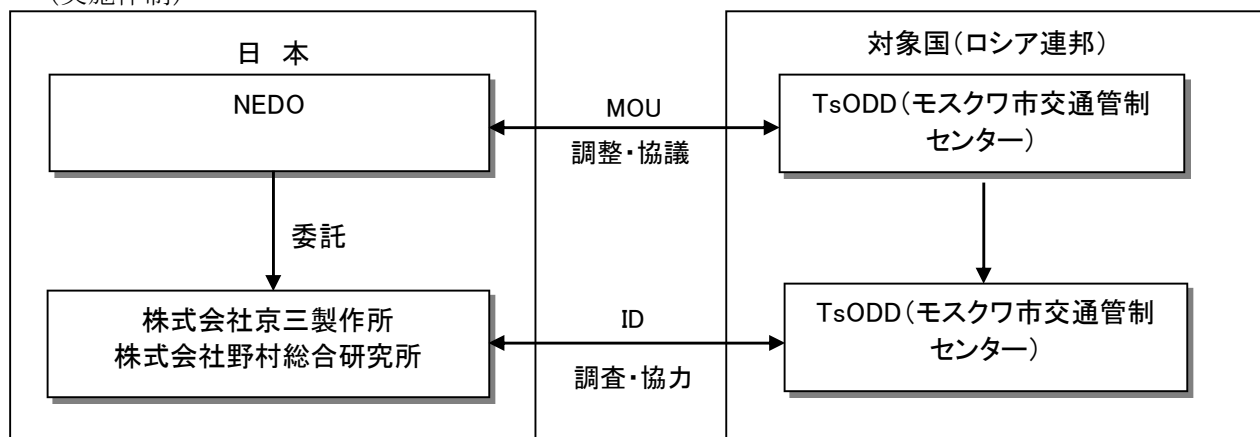 (実施体制)
日 本
NEDO
委託
株式会社京三製作所
株式会社野村総合研究所
MOU
調整・協議
ID
調査・協力
対象国(ロシア連邦)
TsODD(モスクワ市交通管制
センター)
TsODD(モスクワ市交通管制
センター)